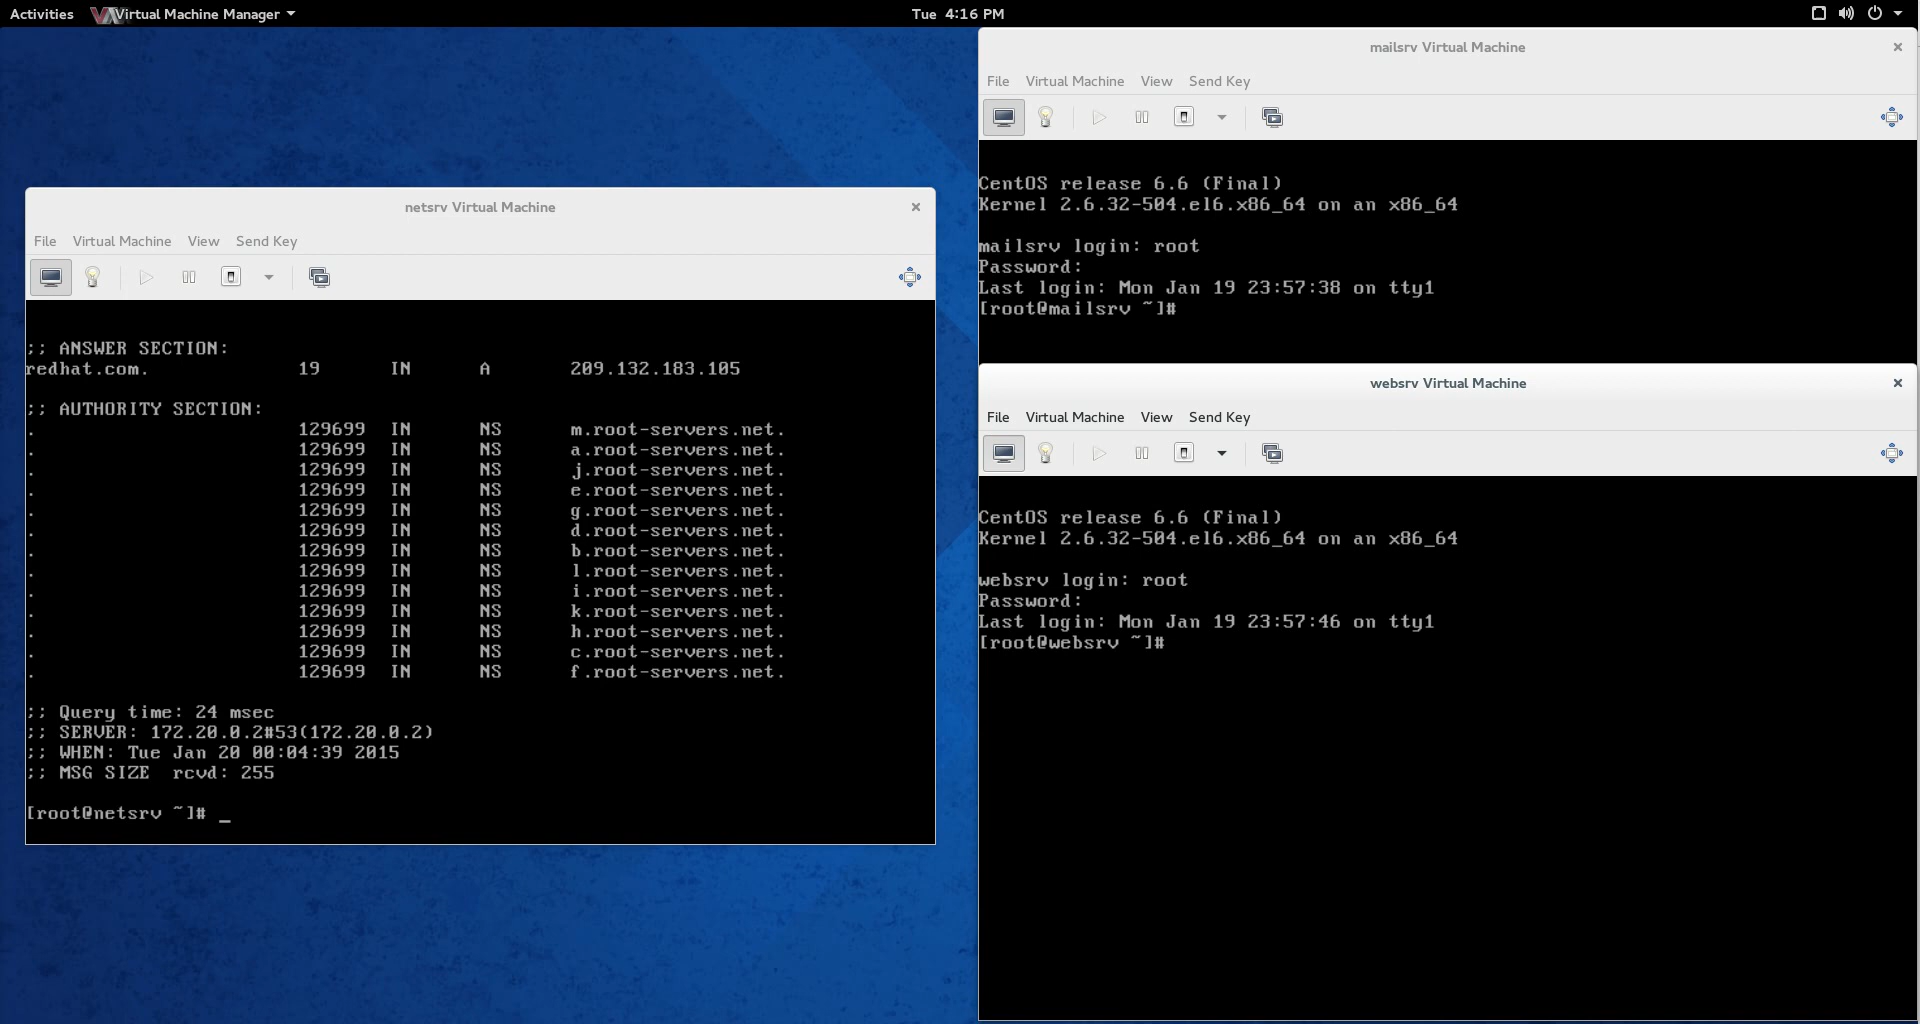 Activities Virtual Machine Manager Tue 4:16 PM
netsrv Virtual Machine
File Virtual Machine View Send Key
;; ANSWER SECTION:
redhat.com. 19 IN A 209.132.183.105
;; AUTHORITY SECTION:
. 129699 IN NS m.root-servers.net.
. 129699 IN NS a.root-servers.net.
. 129699 IN NS j.root-servers.net.
. 129699 IN NS e.root-servers.net.
. 129699 IN NS g.root-servers.net.
. 129699 IN NS d.root-servers.net.
. 129699 IN NS b.root-servers.net.
. 129699 IN NS l.root-servers.net.
. 129699 IN NS i.root-servers.net.
. 129699 IN NS k.root-servers.net.
. 129699 IN NS h.root-servers.net.
. 129699 IN NS c.root-servers.net.
. 129699 IN NS f.root-servers.net.
;; Query time: 24 msec
;; SERVER: 172.20.0.2#53(172.20.0.2)
;; WHEN: Tue Jan 20 00:04:39 2015
;; MSG SIZE  rcvd: 255
[root@netsrv ~]# _
mailsrv Virtual Machine
File Virtual Machine View Send Key
CentOS release 6.6 (Final)
Kernel 2.6.32-504.el6.x86_64 on an x86_64
mailsrv login: root
Password:
Last login: Mon Jan 19 23:57:38 on tty1
[root@mailsrv ~]#
websrv Virtual Machine
File Virtual Machine View Send Key
CentOS release 6.6 (Final)
Kernel 2.6.32-504.el6.x86_64 on an x86_64
websrv login: root
Password:
Last login: Mon Jan 19 23:57:46 on tty1
[root@websrv ~]#